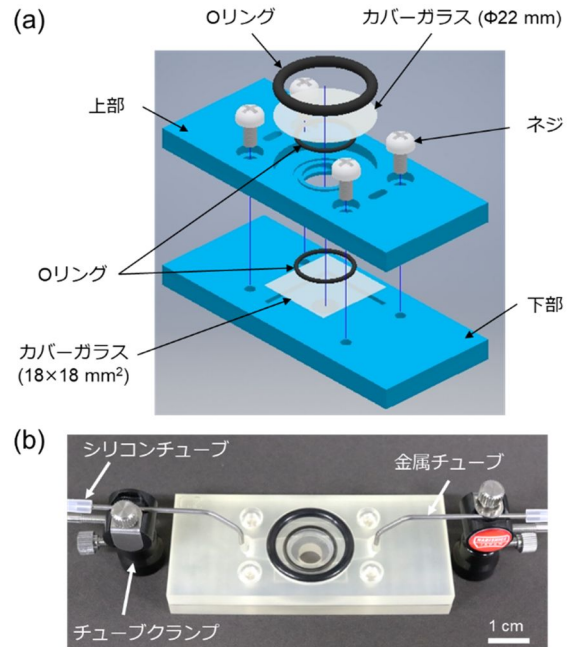 (a)
Oリング
カバーガラス (Φ22 mm)
上部
ネジ
Oリング
下部
カバーガラス
(18×18 mm²)
(b)
シリコンチューブ
金属チューブ
チューブクランプ
1 cm